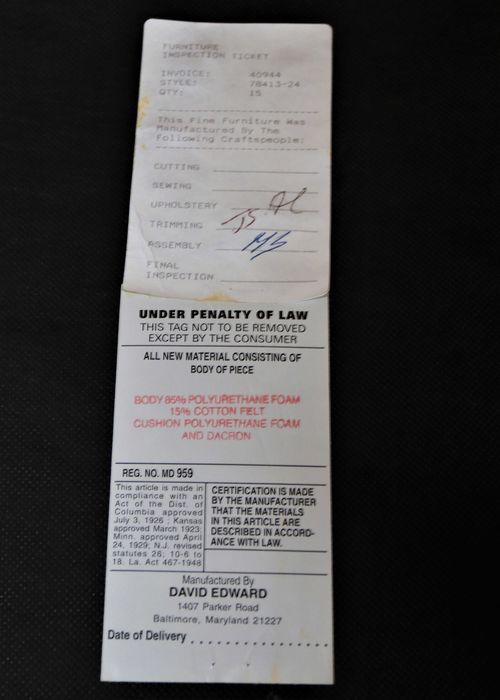 FURNITURE
INSPECTION TICKET
INVOICE: 40944
STYLE: 78413-24
QTY: 15
This Fine Furniture Was
Manufactured By The
Following Craftspeople:
CUTTING
SEWING
UPHOLSTERY
TRIMMING
ASSEMBLY
FINAL
INSPECTION
UNDER PENALTY OF LAW
THIS TAG NOT TO BE REMOVED
EXCEPT BY THE CONSUMER
ALL NEW MATERIAL CONSISTING OF
BODY OF PIECE
BODY 85% POLYURETHANE FOAM
15% COTTON FELT
CUSHION POLYURETHANE FOAM
AND DACRON
REG. NO. MD 959
This article is made in
compliance with an
Act of the Dist. of
Columbia approved
July 3, 1926 ; Kansas
approved March 1923;
Minn. approved April
24, 1929; N.J. revised
statutes 26; 10-6 to
18. La. Act 467-1948
CERTIFICATION IS MADE
BY THE MANUFACTURER
THAT THE MATERIALS
IN THIS ARTICLE ARE
DESCRIBED IN ACCORD-
ANCE WITH LAW.
Manufactured By
DAVID EDWARD
1407 Parker Road
Baltimore, Maryland 21227
Date of Delivery